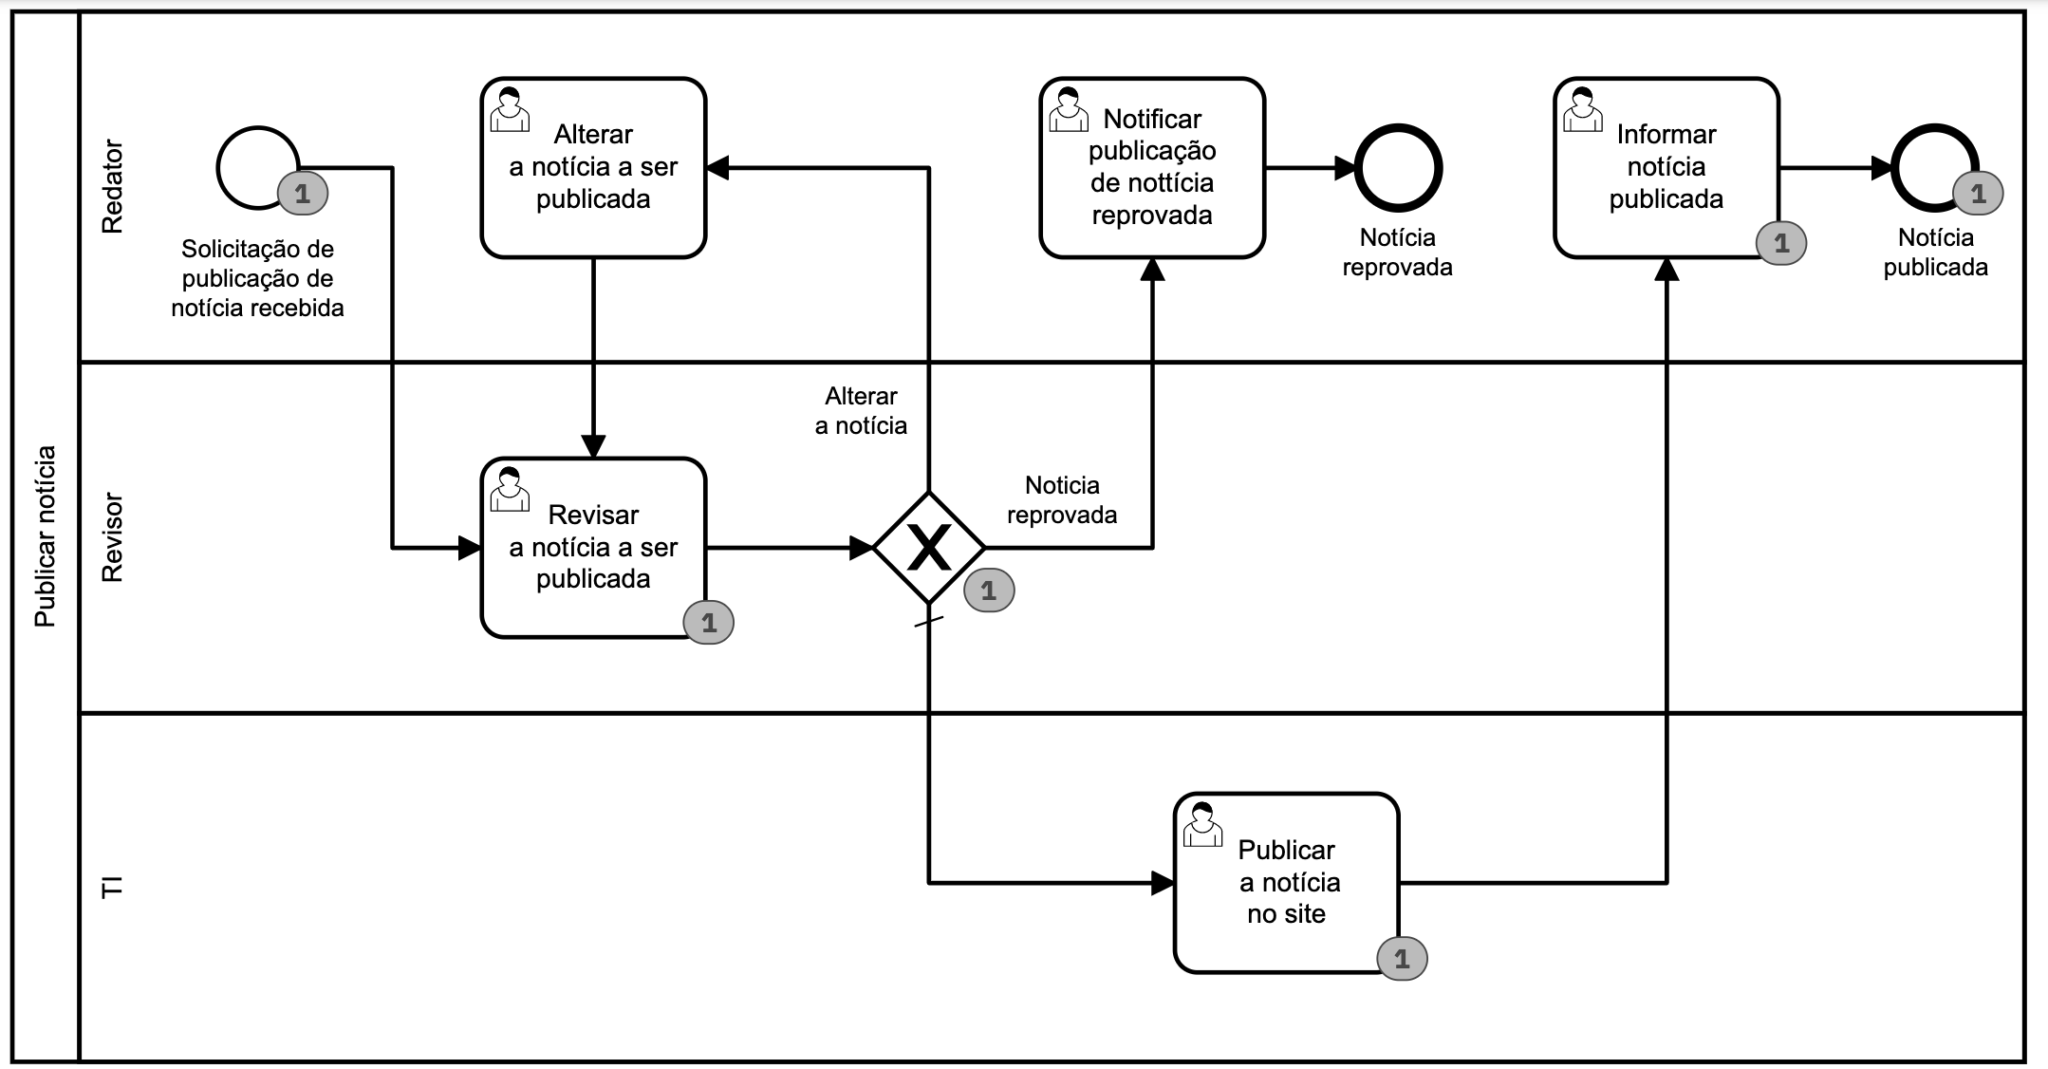 Publicar notícia
Redator
Solicitação de
publicação de
notícia recebida
1
Alterar
a notícia a ser
publicada
Notificar
publicação
de nottícia
reprovada
Notícia
reprovada
Informar
notícia
publicada
1
Notícia
publicada
1
Revisor
Revisar
a notícia a ser
publicada
1
Alterar
a notícia
X
1
Noticia
reprovada
TI
Publicar
a notícia
no site
1